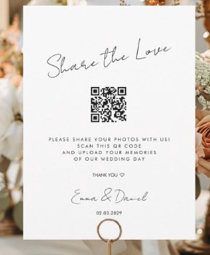 Share the Love
PLEASE SHARE YOUR PHOTOS WITH US!
SCAN THIS QR CODE
AND UPLOAD YOUR MEMORIES
OF OUR WEDDING DAY
THANK YOU ♡
Emma & David
02.03.2029